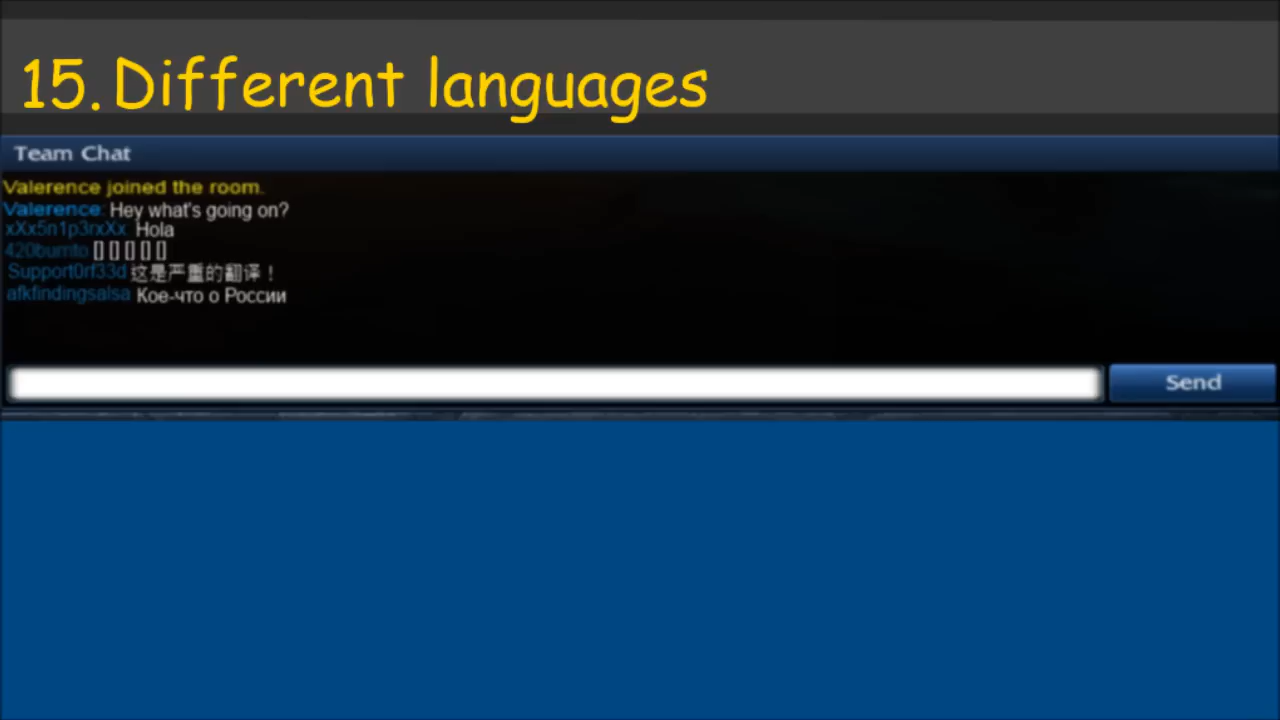 15. Different languages
Team Chat
Valerence joined the room.
Valerence: Hey what's going on?
xXx5n1p3rxXx Hola
420burrito [] [] [] [] []
Support0rf33d 这是严重的翻译！
afkfindingsalsa Кое-что о России
Send